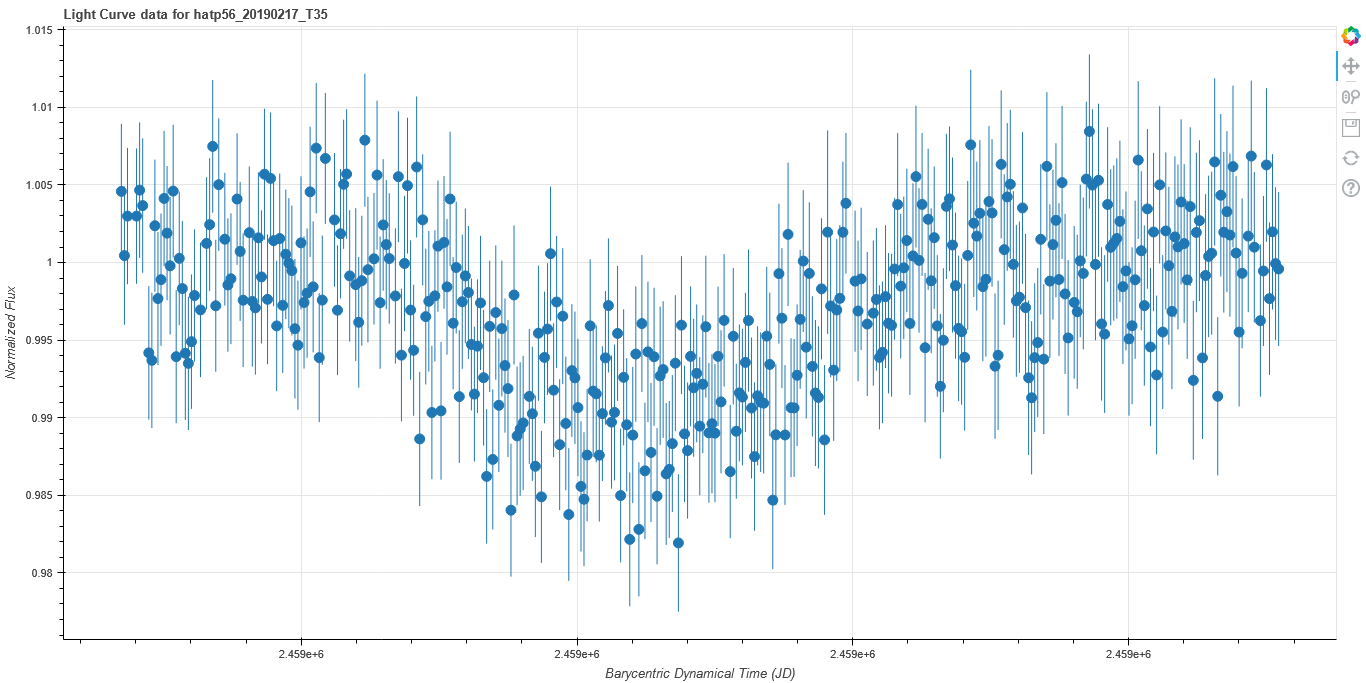 Light Curve data for hatp56_20190217_T35
1.015
1.01
1.005
1
0.995
0.99
0.985
0.98
Normalized Flux
2.459e+6 2.459e+6 2.459e+6 2.459e+6
Barycentric Dynamical Time (JD)